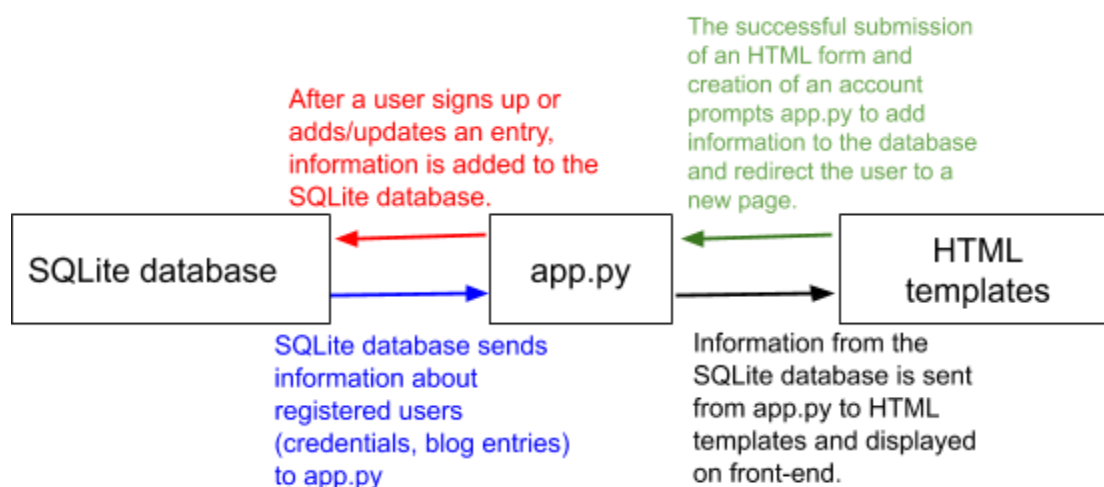 The successful submission
of an HTML form and
creation of an account
prompts app.py to add
information to the database
and redirect the user to a
new page.
After a user signs up or
adds/updates an entry,
information is added to the
SQLite database.
SQLite database
app.py
HTML
templates
SQLite database sends
information about
registered users
(credentials, blog entries)
to app.py
Information from the
SQLite database is sent
from app.py to HTML
templates and displayed
on front-end.